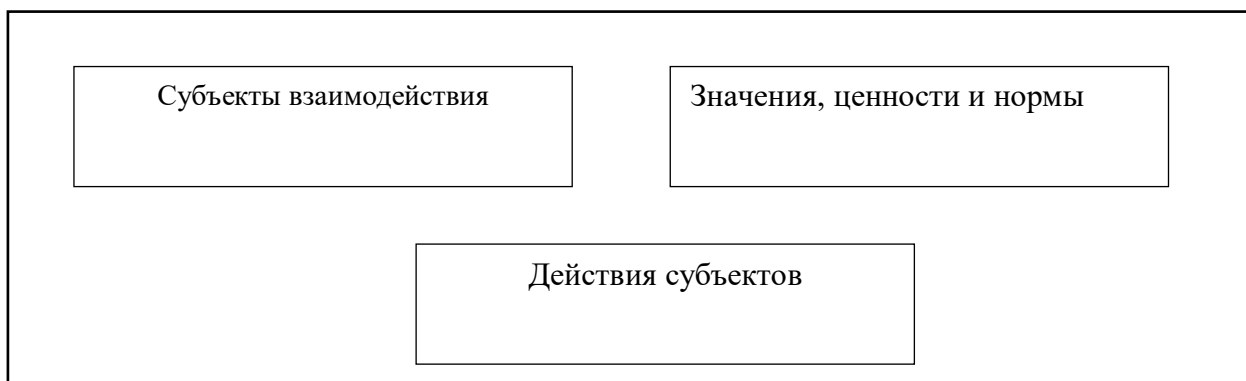 Субъекты взаимодействия
Значения, ценности и нормы
Действия субъектов